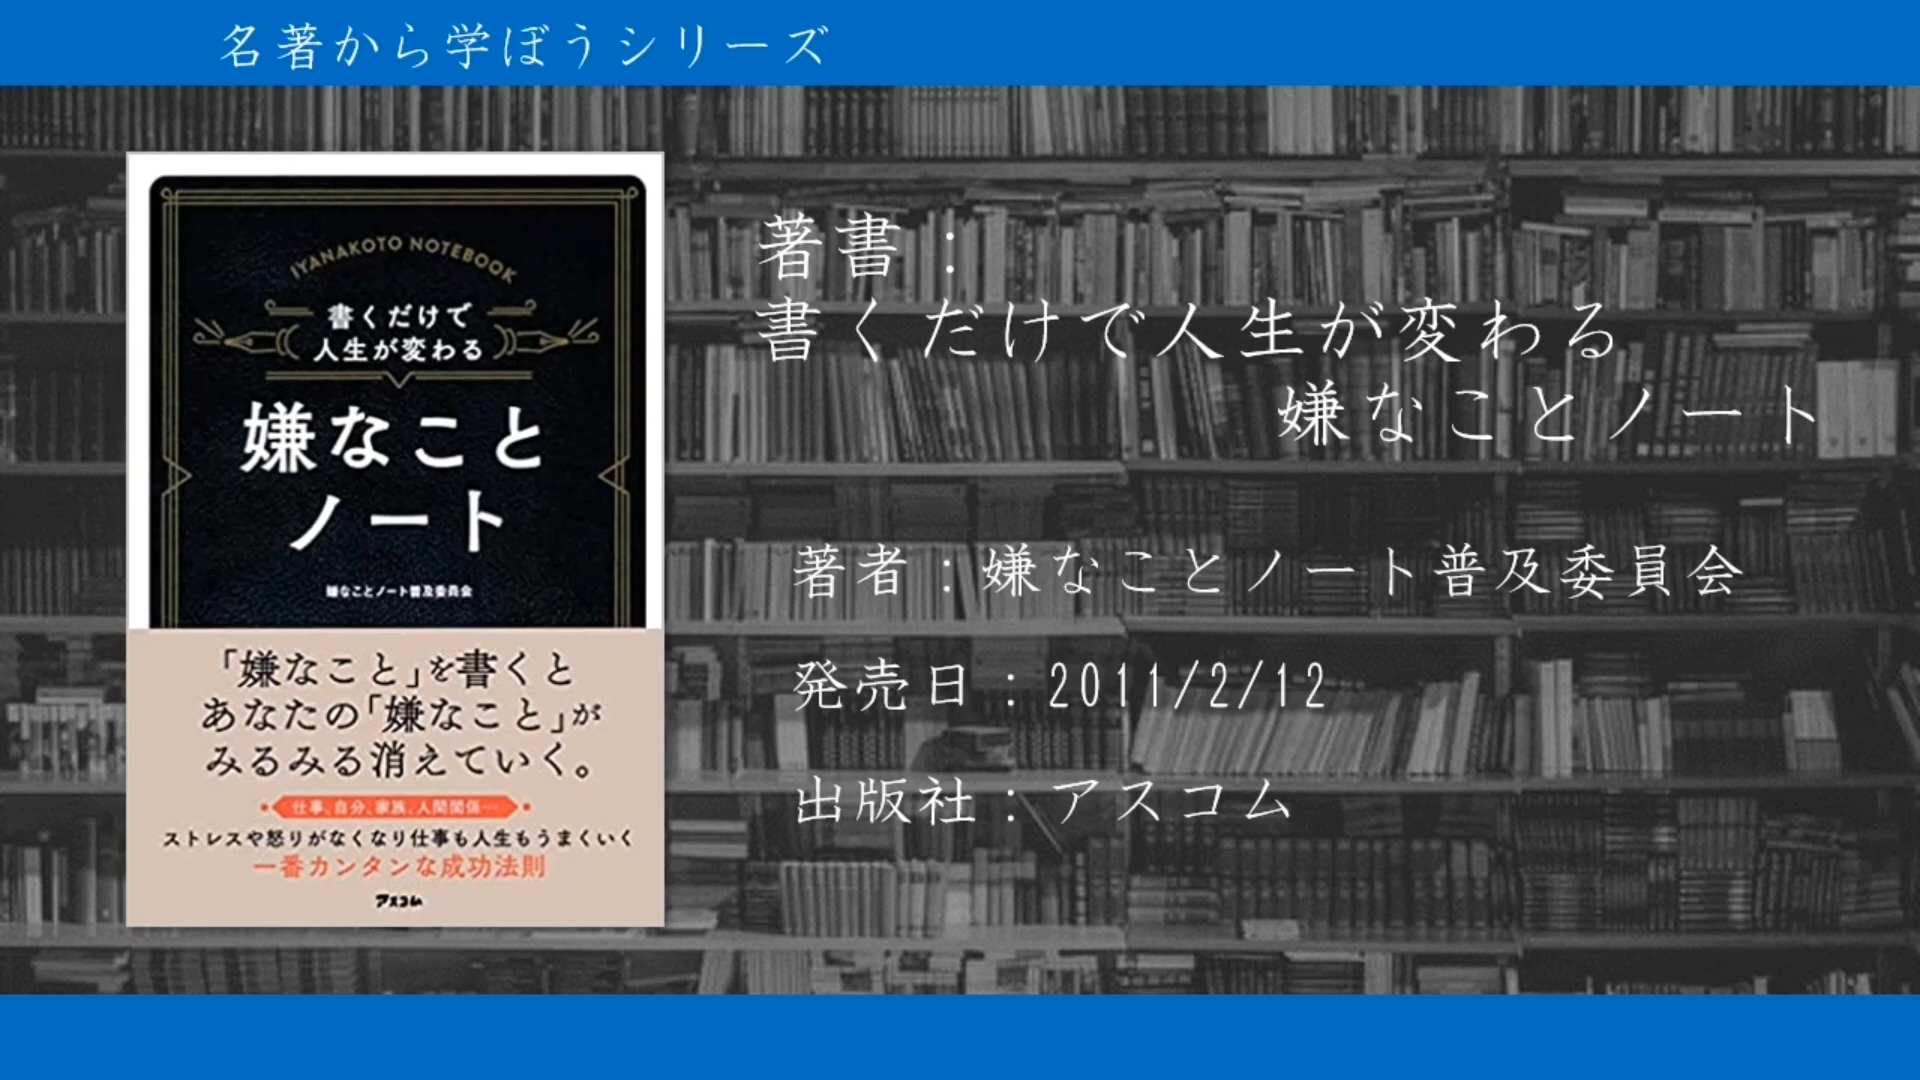 名著から学ぼうシリーズ
IYANAKOTO NOTEBOOK
書くだけで
人生が変わる
嫌なこと
ノート
嫌なことノート普及委員会
「嫌なこと」を書くと
あなたの「嫌なこと」が
みるみる消えていく。
仕事、自分、家族、人間関係…
ストレスや怒りがなくなり仕事も人生もうまくいく
一番カンタンな成功法則
アスコム
著書：
書くだけで人生が変わる
嫌なことノート
著者：嫌なことノート普及委員会
発売日：2011/2/12
出版社：アスコム